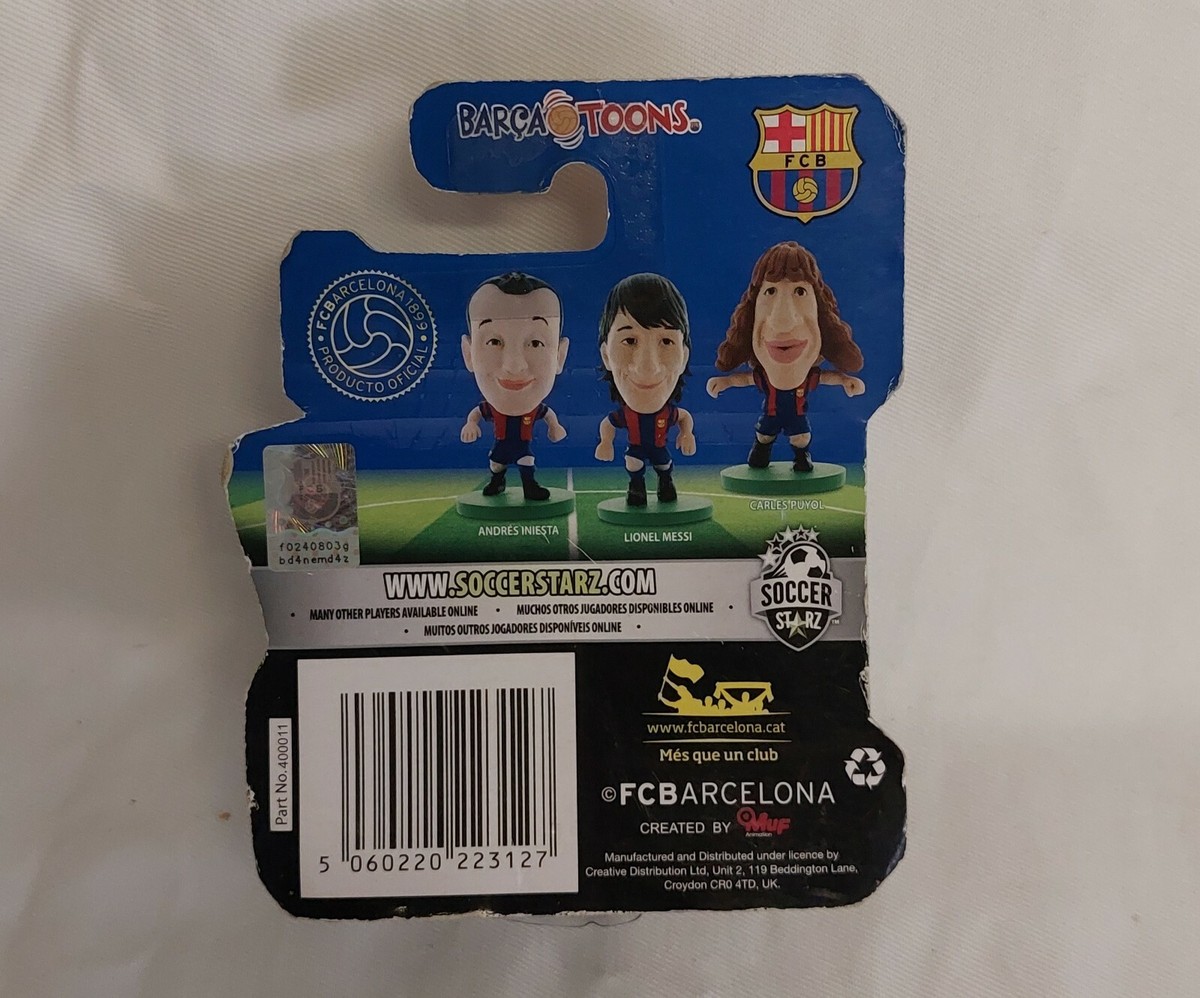 BARÇA TOONS
FCB
FCBARCELONA 1899
PRODUCTO OFICIAL
ANDRÉS INIESTA
LIONEL MESSI
CARLES PUYOL
f0240803g
bd4nemd4z
WWW.SOCCERSTARZ.COM
• MANY OTHER PLAYERS AVAILABLE ONLINE • MUCHOS OTROS JUGADORES DISPONIBLES ONLINE •
• MUITOS OUTROS JOGADORES DISPONÍVEIS ONLINE •
SOCCER
STARZ™
Part No. 400011
5 060220 223127
www.fcbarcelona.cat
Més que un club
©FCBARCELONA
CREATED BY Muf
Animation
Manufactured and Distributed under licence by
Creative Distribution Ltd, Unit 2, 119 Beddington Lane,
Croydon CR0 4TD, UK.